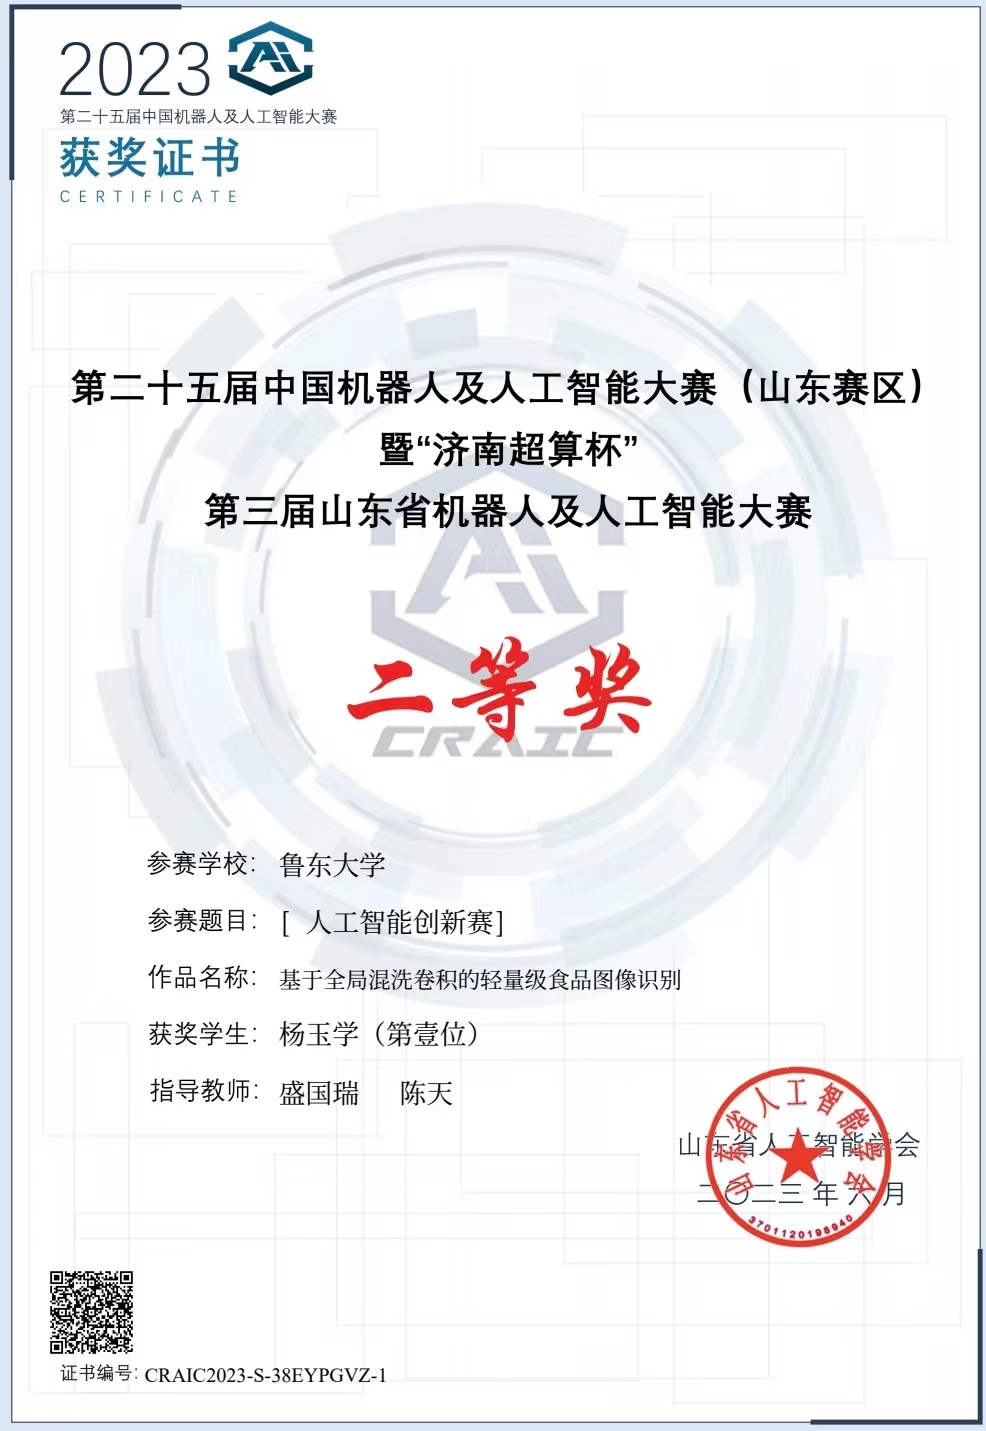 2023
第二十五届中国机器人及人工智能大赛
获奖证书
CERTIFICATE
第二十五届中国机器人及人工智能大赛（山东赛区）
暨“济南超算杯”
第三届山东省机器人及人工智能大赛
二等奖
CRAIC
参赛学校： 鲁东大学
参赛题目： [ 人工智能创新赛]
作品名称： 基于全局混洗卷积的轻量级食品图像识别
获奖学生： 杨玉学（第壹位）
指导教师： 盛国瑞 陈天
山东省人工智能学会
二〇二三年六月
山东省人工智能学会
3701120198940
证书编号：CRAIC2023-S-38EYPGVZ-1